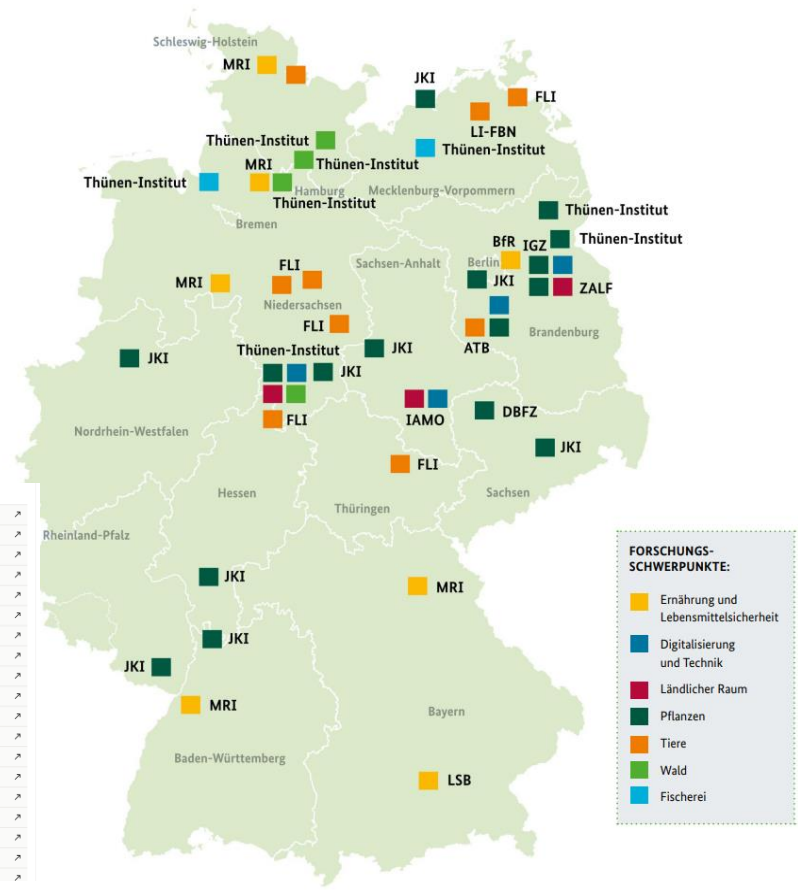 Schleswig-Holstein
MRI
JKI
FLI
LI-FBN
Thünen-Institut
Thünen-Institut
Thünen-Institut
MRI
Thünen-Institut
Hamburg
Mecklenburg-Vorpommern
Thünen-Institut
Thünen-Institut
Bremen
Thünen-Institut
BfR
IGZ
FLI
Sachsen-Anhalt
Berlin
MRI
JKI
ZALF
Niedersachsen
FLI
ATB
Brandenburg
Thünen-Institut
JKI
JKI
JKI
IAMO
DBFZ
FLI
Nordrhein-Westfalen
JKI
FLI
Hessen
Thüringen
Sachsen
Rheinland-Pfalz
JKI
MRI
JKI
JKI
MRI
Bayern
Baden-Württemberg
LSB
FORSCHUNGS-
SCHWERPUNKTE:
Ernährung und
Lebensmittelsicherheit
Digitalisierung
und Technik
Ländlicher Raum
Pflanzen
Tiere
Wald
Fischerei